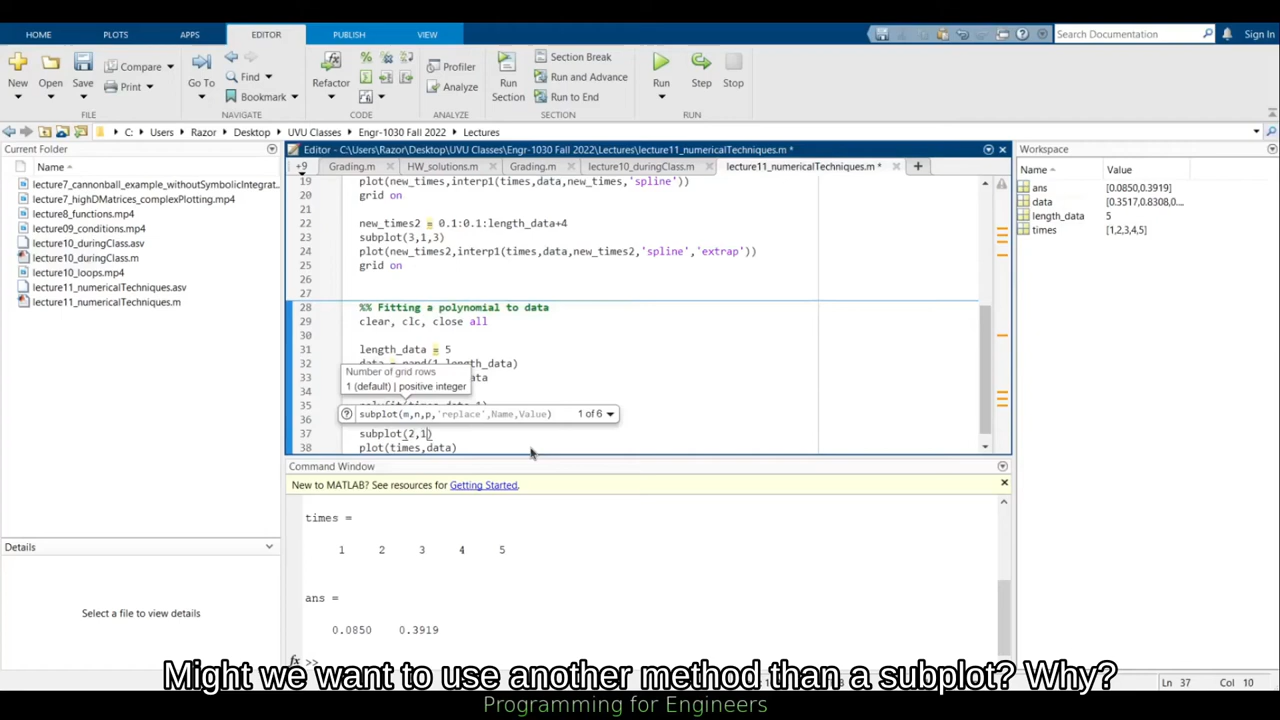 HOME PLOTS APPS EDITOR PUBLISH VIEW Search Documentation Sign In
New Open Save Compare Print Go To Find Bookmark Refactor Profiler Analyze Run Section Section Break Run and Advance Run to End Run Step Stop
FILE NAVIGATE CODE ANALYZE SECTION RUN
C: Users Razor Desktop UVU Classes Engr-1030 Fall 2022 Lectures
Current Folder
Name
lecture7_cannonball_example_withoutSymbolicIntegrat...
lecture7_highDMatrices_complexPlotting.mp4
lecture8_functions.mp4
lecture09_conditions.mp4
lecture10_duringClass.asv
lecture10_duringClass.m
lecture10_loops.mp4
lecture11_numericalTechniques.asv
lecture11_numericalTechniques.m
Details
Select a file to view details
Editor - C:\Users\Razor\Desktop\UVU Classes\Engr-1030 Fall 2022\Lectures\lecture11_numericalTechniques.m *
+9 Grading.m HW_solutions.m Grading.m lecture10_duringClass.m lecture11_numericalTechniques.m *
19 plot(new_times,interp1(times,data,new_times,'spline'))
20 grid on
21
22 new_times2 = 0.1:0.1:length_data+4
23 subplot(3,1,3)
24 plot(new_times2,interp1(times,data,new_times2,'spline','extrap'))
25 grid on
26
27
28 %% Fitting a polynomial to data
29 clear, clc, close all
30
31 length_data = 5
32 length_data)
Number of grid rows
33 data
1 (default) | positive integer
34
35
subplot(m,n,p,'replace',Name,Value) 1 of 6
36
37 subplot(2,1)
38 plot(times,data)
Command Window
New to MATLAB? See resources for Getting Started.
times =
1 2 3 4 5
ans =
0.0850 0.3919
fx >>
Workspace
Name Value
ans [0.0850,0.3919]
data [0.3517,0.8308,0....
length_data 5
times [1,2,3,4,5]
Ln 37 Col 10
Might we want to use another method than a subplot? Why?
Programming for Engineers